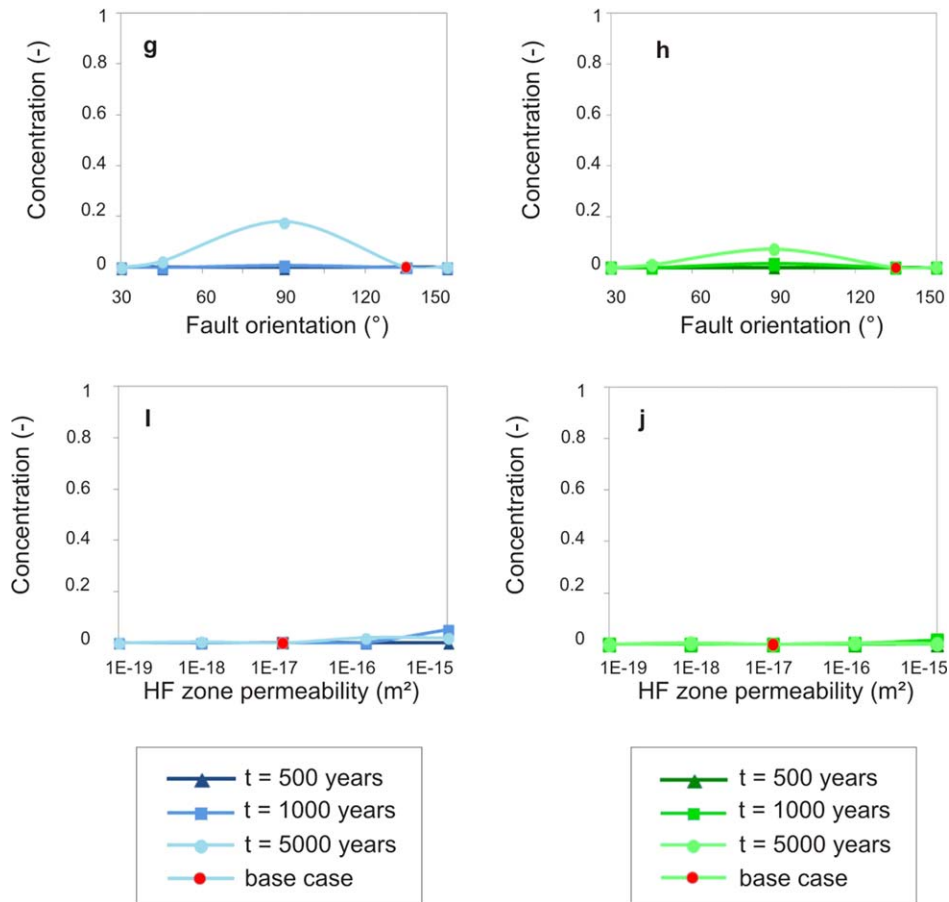 g
Concentration (-)
1
0.8
0.6
0.4
0.2
0
30 60 90 120 150
Fault orientation (°)
h
Concentration (-)
1
0.8
0.6
0.4
0.2
0
30 60 90 120 150
Fault orientation (°)
I
Concentration (-)
1
0.8
0.6
0.4
0.2
0
1E-19 1E-18 1E-17 1E-16 1E-15
HF zone permeability (m²)
j
Concentration (-)
1
0.8
0.6
0.4
0.2
0
1E-19 1E-18 1E-17 1E-16 1E-15
HF zone permeability (m²)
t = 500 years
t = 1000 years
t = 5000 years
base case
t = 500 years
t = 1000 years
t = 5000 years
base case